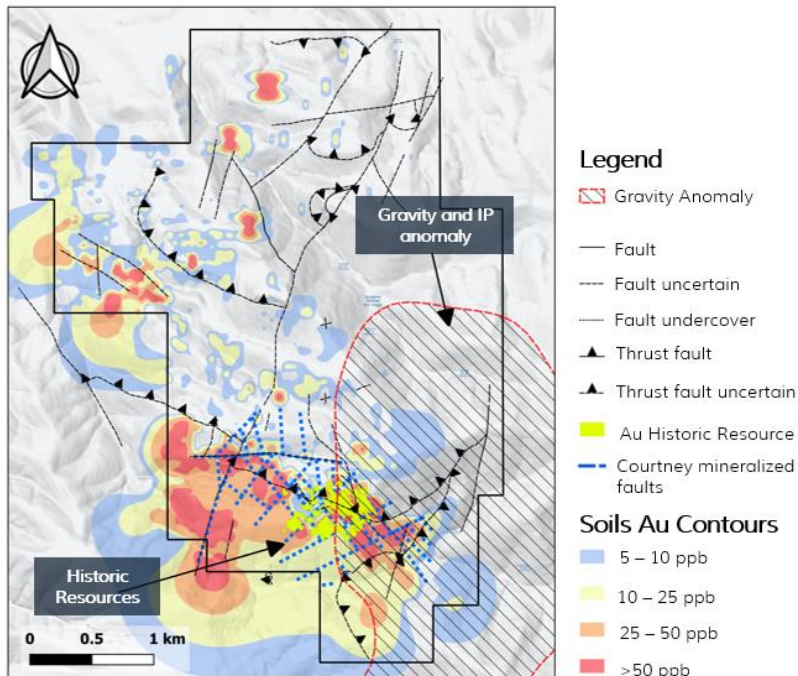 Gravity and IP
anomaly
Historic
Resources
0 0.5 1 km
Legend
Gravity Anomaly
Fault
Fault uncertain
Fault undercover
Thrust fault
Thrust fault uncertain
Au Historic Resource
Courtney mineralized
faults
Soils Au Contours
5 – 10 ppb
10 – 25 ppb
25 – 50 ppb
>50 ppb